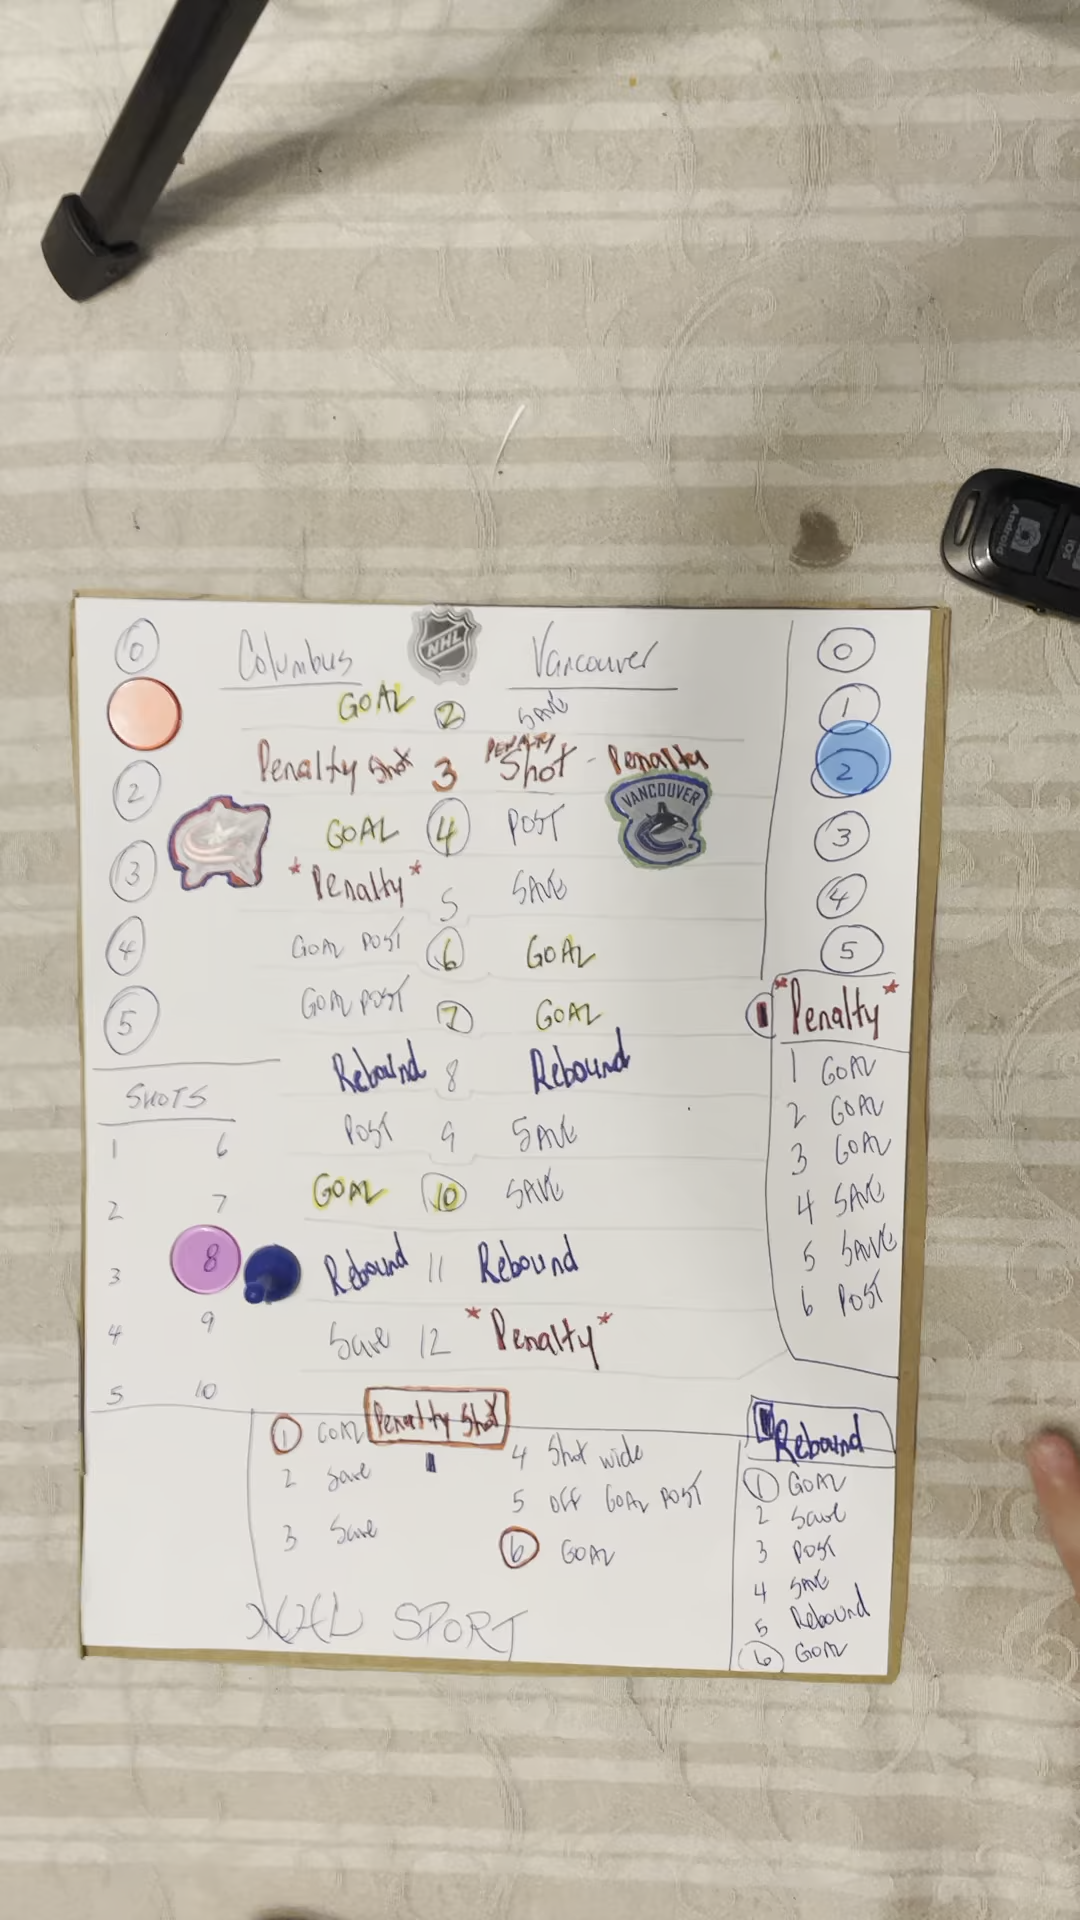 0 Columbus NHL Vancouver 0
GOAL 2 SAVE 1
Penalty Shot 3 PENALTY Shot - Penalty 2
2 VANCOUVER
GOAL 4 POST 3
3 *Penalty* 5 SAVE 4
4 GOAL POST 6 GOAL 5
5 GOAL POST 7 GOAL
*Penalty*
1 GOAL
2 GOAL
3 GOAL
4 SAVE
5 SAVE
6 POST
Rebound 8 Rebound
POST 9 SAVE
GOAL 10 SAVE
Rebound 11 Rebound
Save 12 *Penalty*
SHOTS
1 6
2 7
3 8
4 9
5 10
Penalty Shot
1 GOAL
2 Save
3 Save
4 Shot wide
5 OFF GOAL POST
6 GOAL
Rebound
1 GOAL
2 Save
3 POST
4 SAVE
5 Rebound
6 GOAL
NHL SPORT
Android
iOS